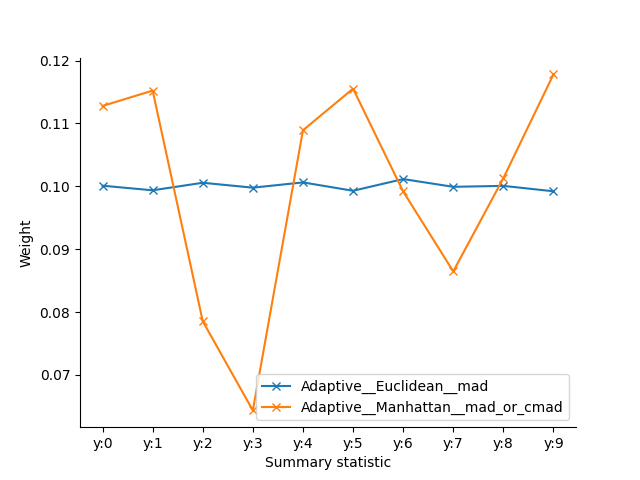 0.12
0.11
0.10
0.09
0.08
0.07
Weight
y:0 y:1 y:2 y:3 y:4 y:5 y:6 y:7 y:8 y:9
Summary statistic
Adaptive__Euclidean__mad
Adaptive__Manhattan__mad_or_cmad